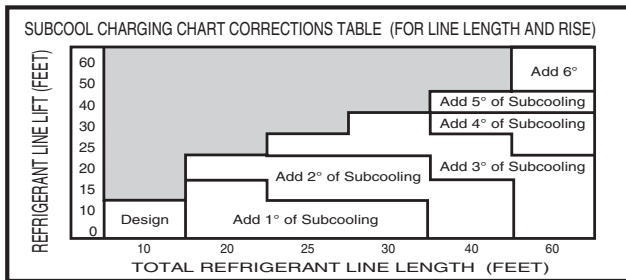 SUBCOOL CHARGING CHART CORRECTIONS TABLE (FOR LINE LENGTH AND RISE)
REFRIGERANT LINE LIFT (FEET)
60
50
40
30
25
20
15
10
0
Add 6°
Add 5° of Subcooling
Add 4° of Subcooling
Add 3° of Subcooling
Add 2° of Subcooling
Design
Add 1° of Subcooling
10 20 25 30 40 60
TOTAL REFRIGERANT LINE LENGTH (FEET)